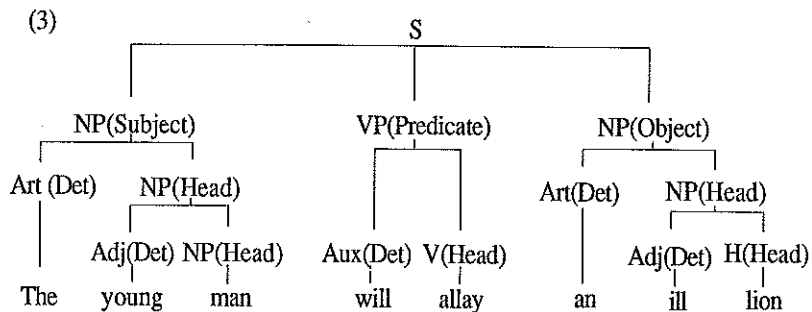 (3)
S
NP(Subject) VP(Predicate) NP(Object)
Art (Det) NP(Head) Art(Det) NP(Head)
Adj(Det) NP(Head) Aux(Det) V(Head) Adj(Det) H(Head)
The young man will allay an ill lion